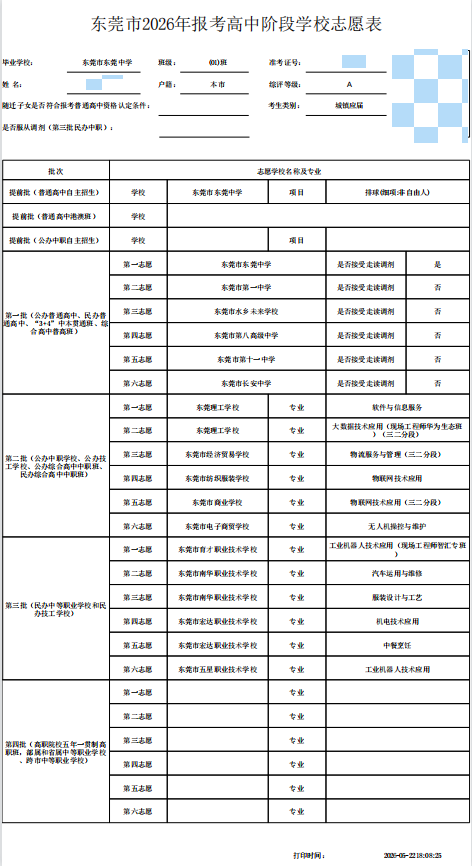 东莞市2026年报考高中阶段学校志愿表
毕业学校： 东莞市东莞中学 班级： (01)班 准考证号：
姓 名： 户籍： 本市 综评等级： A
随迁子女是否符合报考普通高中资格认定条件： 考生类别： 城镇应届
是否服从调剂（第三批民办中职）：
批次 志愿学校名称及专业
提前批（普通高中自主招生） 学校 东莞市东莞中学 项目 排球(细项:非自由人)
提前批（普通高中港澳班） 学校
提前批（公办中职自主招生） 学校 项目
第一批（公办普通高中、民办普通高中、“3+4”中本贯通班、综合高中普高班）
第一志愿 东莞市东莞中学 是否接受走读调剂 是
第二志愿 东莞市第一中学 是否接受走读调剂 否
第三志愿 东莞市水乡未来学校 是否接受走读调剂 否
第四志愿 东莞市第八高级中学 是否接受走读调剂 否
第五志愿 东莞市第十一中学 是否接受走读调剂 否
第六志愿 东莞市长安中学 是否接受走读调剂 否
第二批（公办中职学校、公办技工学校、公办综合高中中职班、民办综合高中中职班）
第一志愿 东莞理工学校 专业 软件与信息服务
第二志愿 东莞理工学校 专业 大数据技术应用（现场工程师华为生态班）（三二分段）
第三志愿 东莞市经济贸易学校 专业 物流服务与管理（三二分段）
第四志愿 东莞市纺织服装学校 专业 物联网技术应用
第五志愿 东莞市商业学校 专业 物联网技术应用（三二分段）
第六志愿 东莞市电子商贸学校 专业 无人机操控与维护
第三批（民办中等职业学校和民办技工学校）
第一志愿 东莞市育才职业技术学校 专业 工业机器人技术应用（现场工程师智汇专班）
第二志愿 东莞市南华职业技术学校 专业 汽车运用与维修
第三志愿 东莞市南华职业技术学校 专业 服装设计与工艺
第四志愿 东莞市宏达职业技术学校 专业 机电技术应用
第五志愿 东莞市宏达职业技术学校 专业 中餐烹饪
第六志愿 东莞市五星职业技术学校 专业 工业机器人技术应用
第四批（高职院校五年一贯制高职班，部属和省属中等职业学校、跨市中等职业学校）
第一志愿 专业
第二志愿 专业
第三志愿 专业
第四志愿 专业
第五志愿 专业
第六志愿 专业
打印时间： 2026-05-22 18:08:25